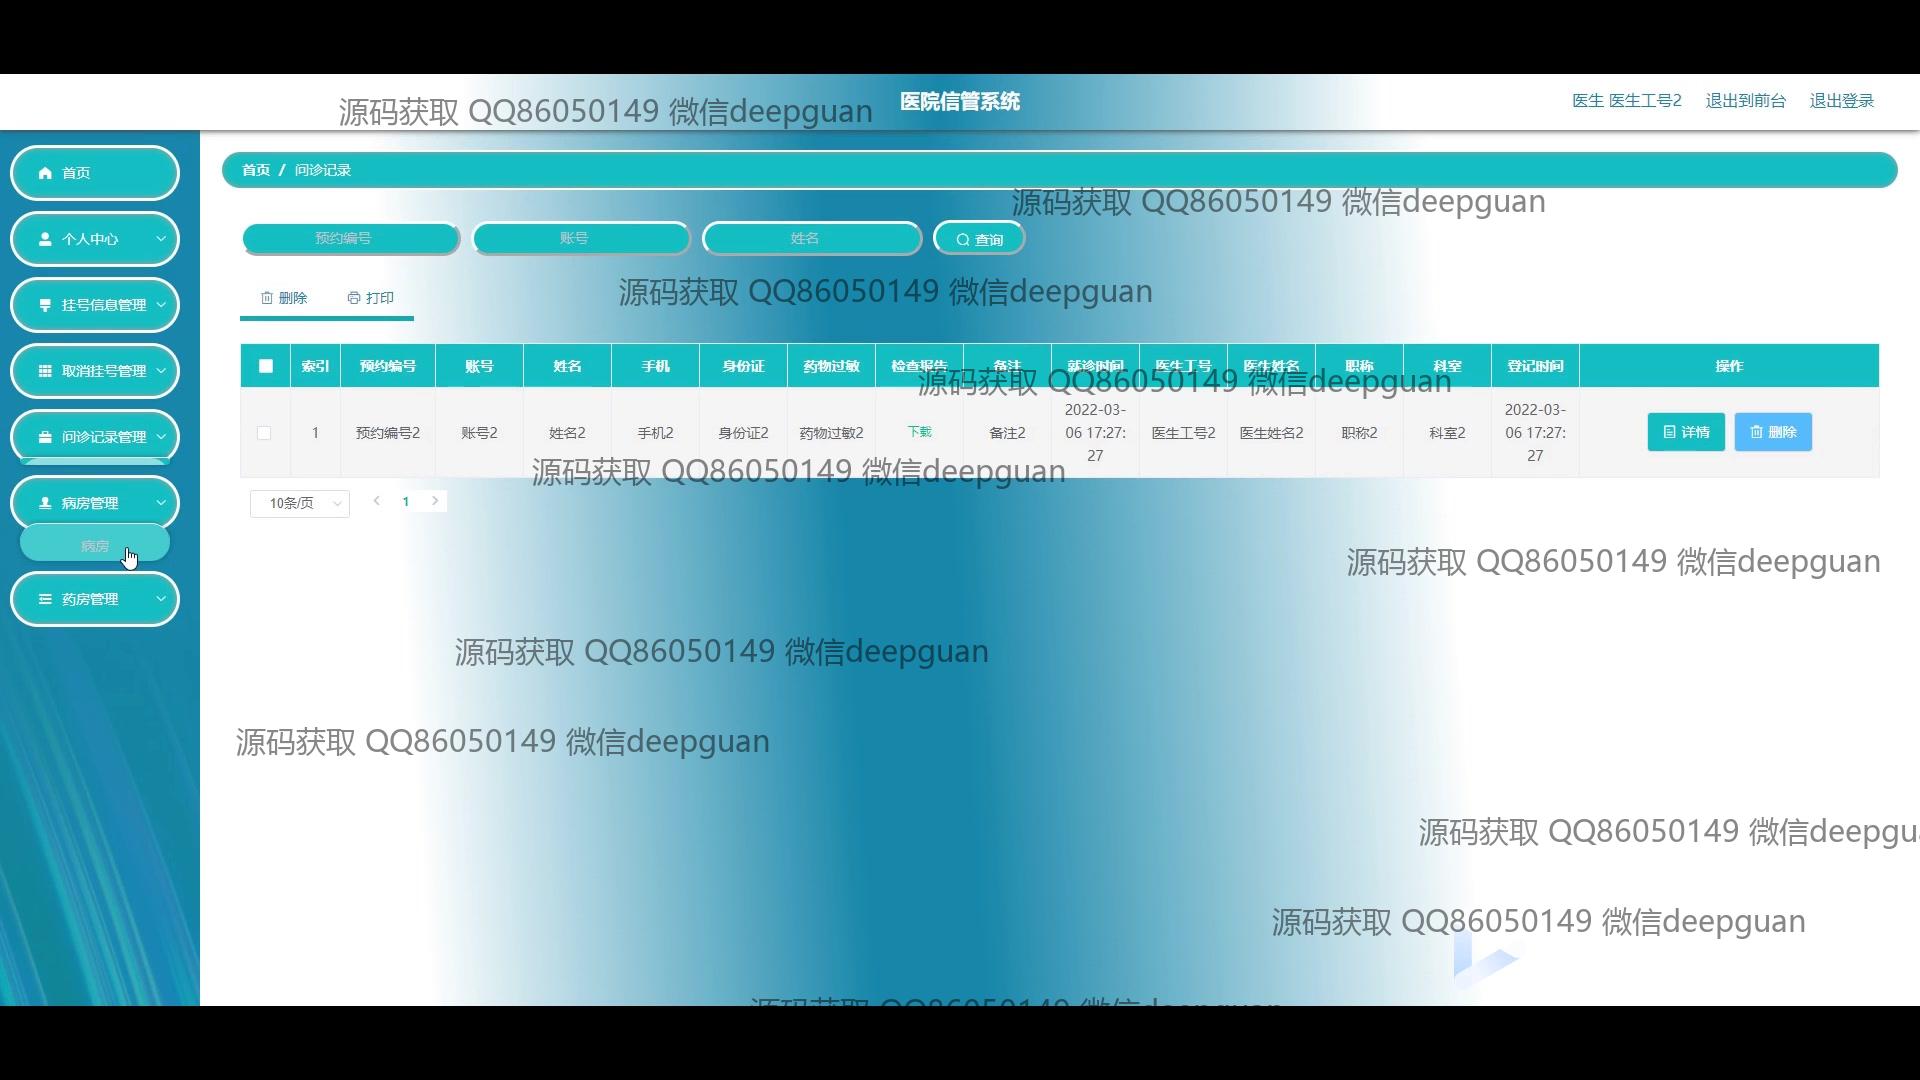 医院信管系统
医生 医生工号2 退出到前台 退出登录
源码获取 QQ86050149 微信deepguan
首页
个人中心
挂号信息管理
取消挂号管理
问诊记录管理
病房管理
病房
药房管理
首页 / 问诊记录
源码获取 QQ86050149 微信deepguan
预约编号 账号 姓名 查询
源码获取 QQ86050149 微信deepguan
删除 打印
索引 预约编号 账号 姓名 手机 身份证 药物过敏 检查报告 备注 就诊时间 医生工号 医生姓名 职称 科室 登记时间 操作
源码获取 QQ86050149 微信deepguan
1 预约编号2 账号2 姓名2 手机2 身份证2 药物过敏2 下载 备注2 2022-03-06 17:27:27 医生工号2 医生姓名2 职称2 科室2 2022-03-06 17:27:27 详情 删除
源码获取 QQ86050149 微信deepguan
10条/页 1
源码获取 QQ86050149 微信deepguan
源码获取 QQ86050149 微信deepguan
源码获取 QQ86050149 微信deepguan
源码获取 QQ86050149 微信deepgu
源码获取 QQ86050149 微信deepguan
源码获取 QQ86050149 微信deepguan